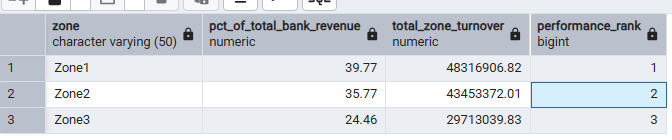 zone pct_of_total_bank_revenue total_zone_turnover performance_rank
character varying (50) numeric numeric bigint
1 Zone1 39.77 48316906.82 1
2 Zone2 35.77 43453372.01 2
3 Zone3 24.46 29713039.83 3